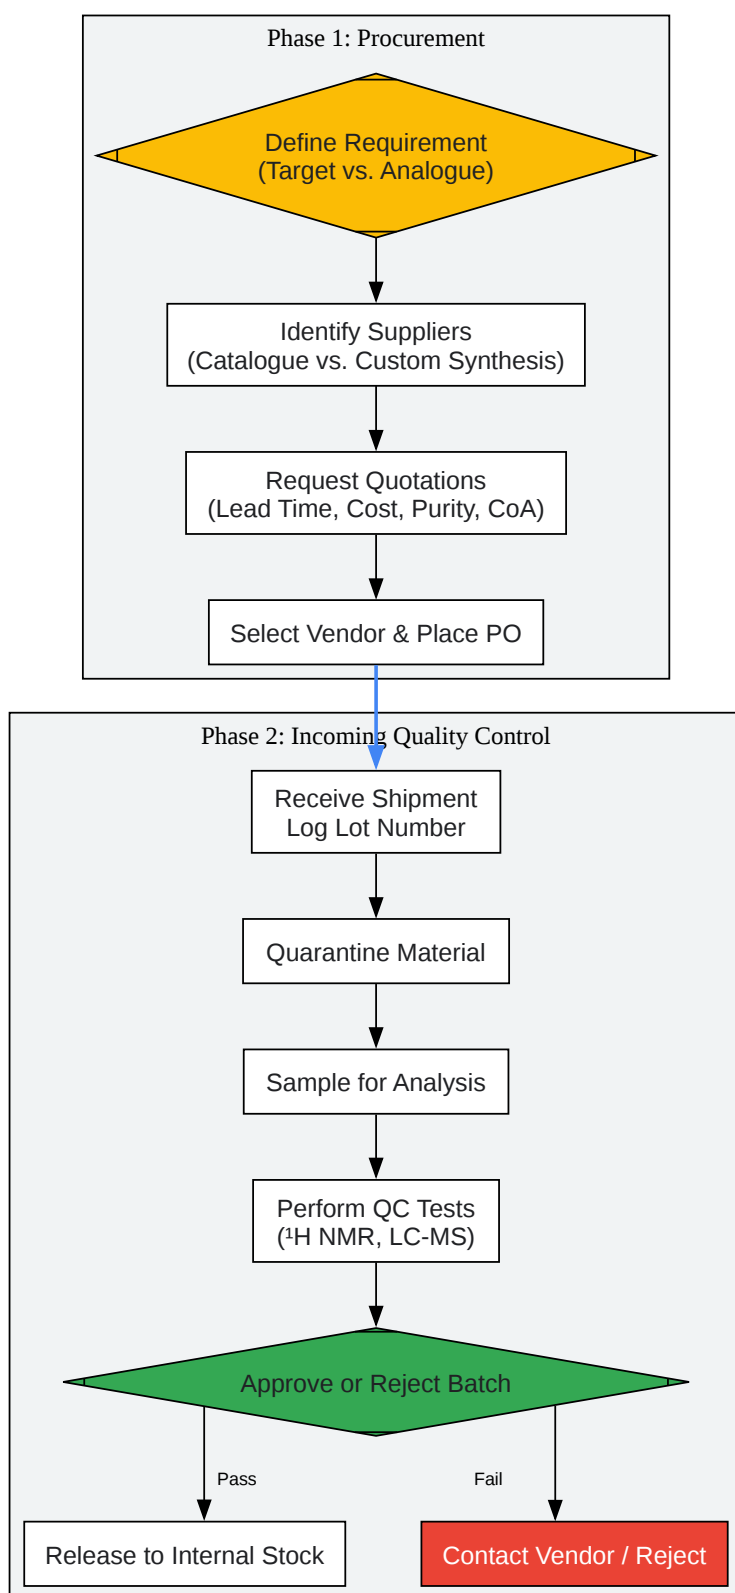 Phase 1: Procurement
Define Requirement
(Target vs. Analogue)
Identify Suppliers
(Catalogue vs. Custom Synthesis)
Request Quotations
(Lead Time, Cost, Purity, CoA)
Select Vendor & Place PO
Phase 2: Incoming Quality Control
Receive Shipment
Log Lot Number
Quarantine Material
Sample for Analysis
Perform QC Tests
(¹H NMR, LC-MS)
Approve or Reject Batch
Pass
Fail
Release to Internal Stock
Contact Vendor / Reject